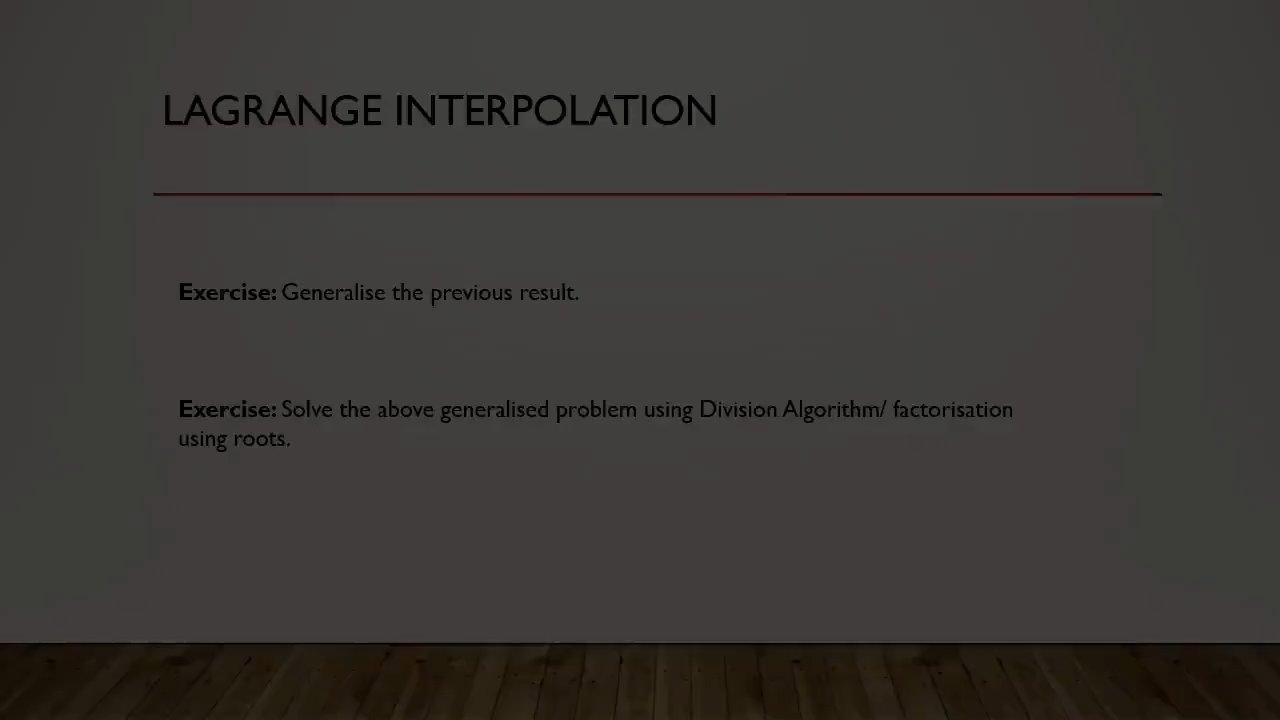 LAGRANGE INTERPOLATION
Exercise: Generalise the previous result.
Exercise: Solve the above generalised problem using Division Algorithm/ factorisation
using roots.